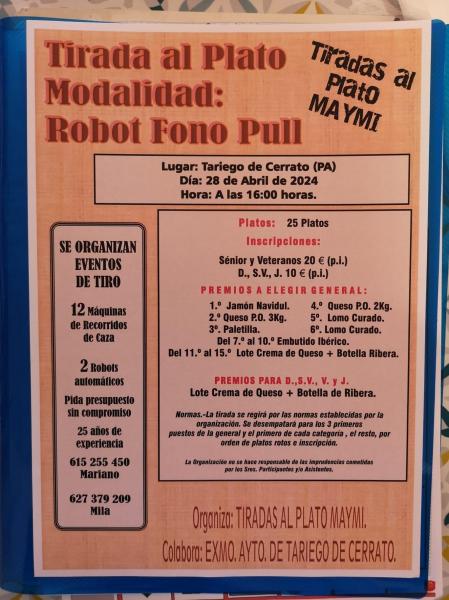 Tirada al Plato
Modalidad:
Robot Fono Pull
Tiradas al
Plato
MAYMI
Lugar: Tariego de Cerrato (PA)
Día: 28 de Abril de 2024
Hora: A las 16:00 horas.
SE ORGANIZAN
EVENTOS
DE TIRO
12 Máquinas
de Recorridos
de Caza
2 Robots
automáticos
Pida presupuesto
sin compromiso
25 años de
experiencia
615 255 450
Mariano
627 379 209
Mila
Platos: 25 Platos
Inscripciones:
Sénior y Veteranos 20 € (p.i.)
D., S.V., J. 10 € (p.i.)
PREMIOS A ELEGIR GENERAL:
1.º Jamón Navidul. 4.º Queso P.O. 2Kg.
2.º Queso P.O. 3Kg. 5º. Lomo Curado.
3º. Paletilla. 6º. Lomo Curado.
Del 7.º al 10.º Embutido Ibérico.
Del 11.º al 15.º Lote Crema de Queso + Botella Ribera.
PREMIOS PARA D.,S.V., V. y J.
Lote Crema de Queso + Botella de Ribera.
Normas.-La tirada se regirá por las normas establecidas por la
organización. Se desempatará para los 3 primeros
puestos de la general y el primero de cada categoría , el resto, por
orden de platos rotos e inscripción.
La Organización no se hace responsable de las imprudencias cometidas
por los Sres. Participantes y/o Asistentes.
Organiza: TIRADAS AL PLATO MAYMI.
Colabora: EXMO. AYTO. DE TARIEGO DE CERRATO.